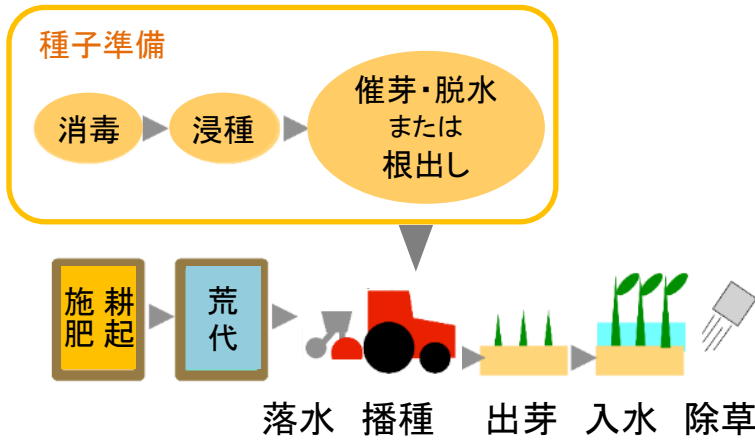 種子準備
消毒
浸種
催芽・脱水
または
根出し
耕起
施肥
荒代
落水
播種
出芽
入水
除草